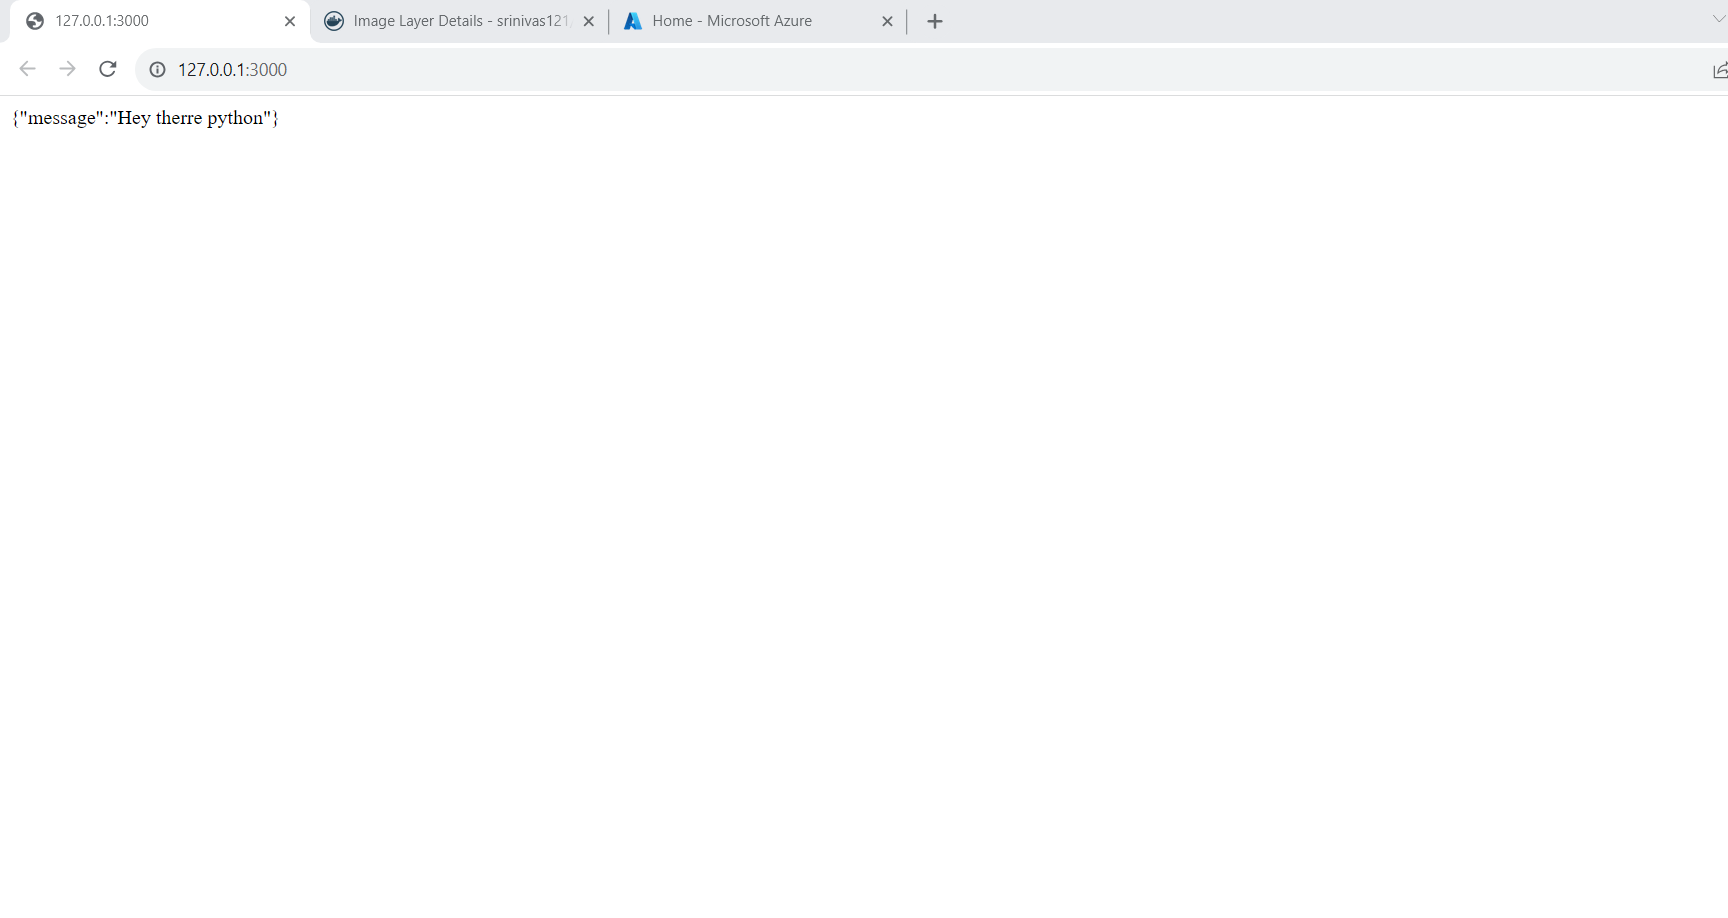 127.0.0.1:3000
Image Layer Details - srinivas121
Home - Microsoft Azure
127.0.0.1:3000
{"message":"Hey therre python"}